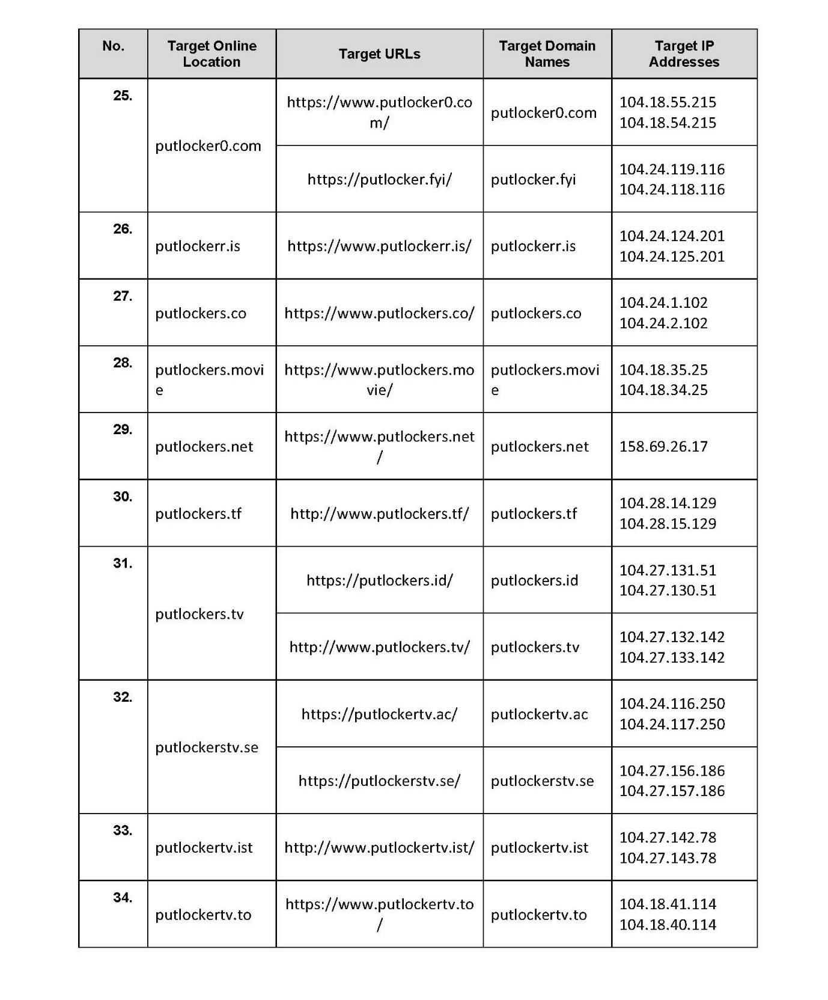 No.
Target Online
Location
Target URLs
Target Domain
Names
Target IP
Addresses
25.
putlocker0.com
https://www.putlocker0.co
m/
putlocker0.com
104.18.55.215
104.18.54.215
https://putlocker.fyi/
putlocker.fyi
104.24.119.116
104.24.118.116
26.
putlockerr.is
https://www.putlockerr.is/
putlockerr.is
104.24.124.201
104.24.125.201
27.
putlockers.co
https://www.putlockers.co/
putlockers.co
104.24.1.102
104.24.2.102
28.
putlockers.movi
e
https://www.putlockers.mo
vie/
putlockers.movi
e
104.18.35.25
104.18.34.25
29.
putlockers.net
https://www.putlockers.net
/
putlockers.net
158.69.26.17
30.
putlockers.tf
http://www.putlockers.tf/
putlockers.tf
104.28.14.129
104.28.15.129
31.
putlockers.tv
https://putlockers.id/
putlockers.id
104.27.131.51
104.27.130.51
http://www.putlockers.tv/
putlockers.tv
104.27.132.142
104.27.133.142
32.
putlockerstv.se
https://putlockertv.ac/
putlockertv.ac
104.24.116.250
104.24.117.250
https://putlockerstv.se/
putlockerstv.se
104.27.156.186
104.27.157.186
33.
putlockertv.ist
http://www.putlockertv.ist/
putlockertv.ist
104.27.142.78
104.27.143.78
34.
putlockertv.to
https://www.putlockertv.to
/
putlockertv.to
104.18.41.114
104.18.40.114